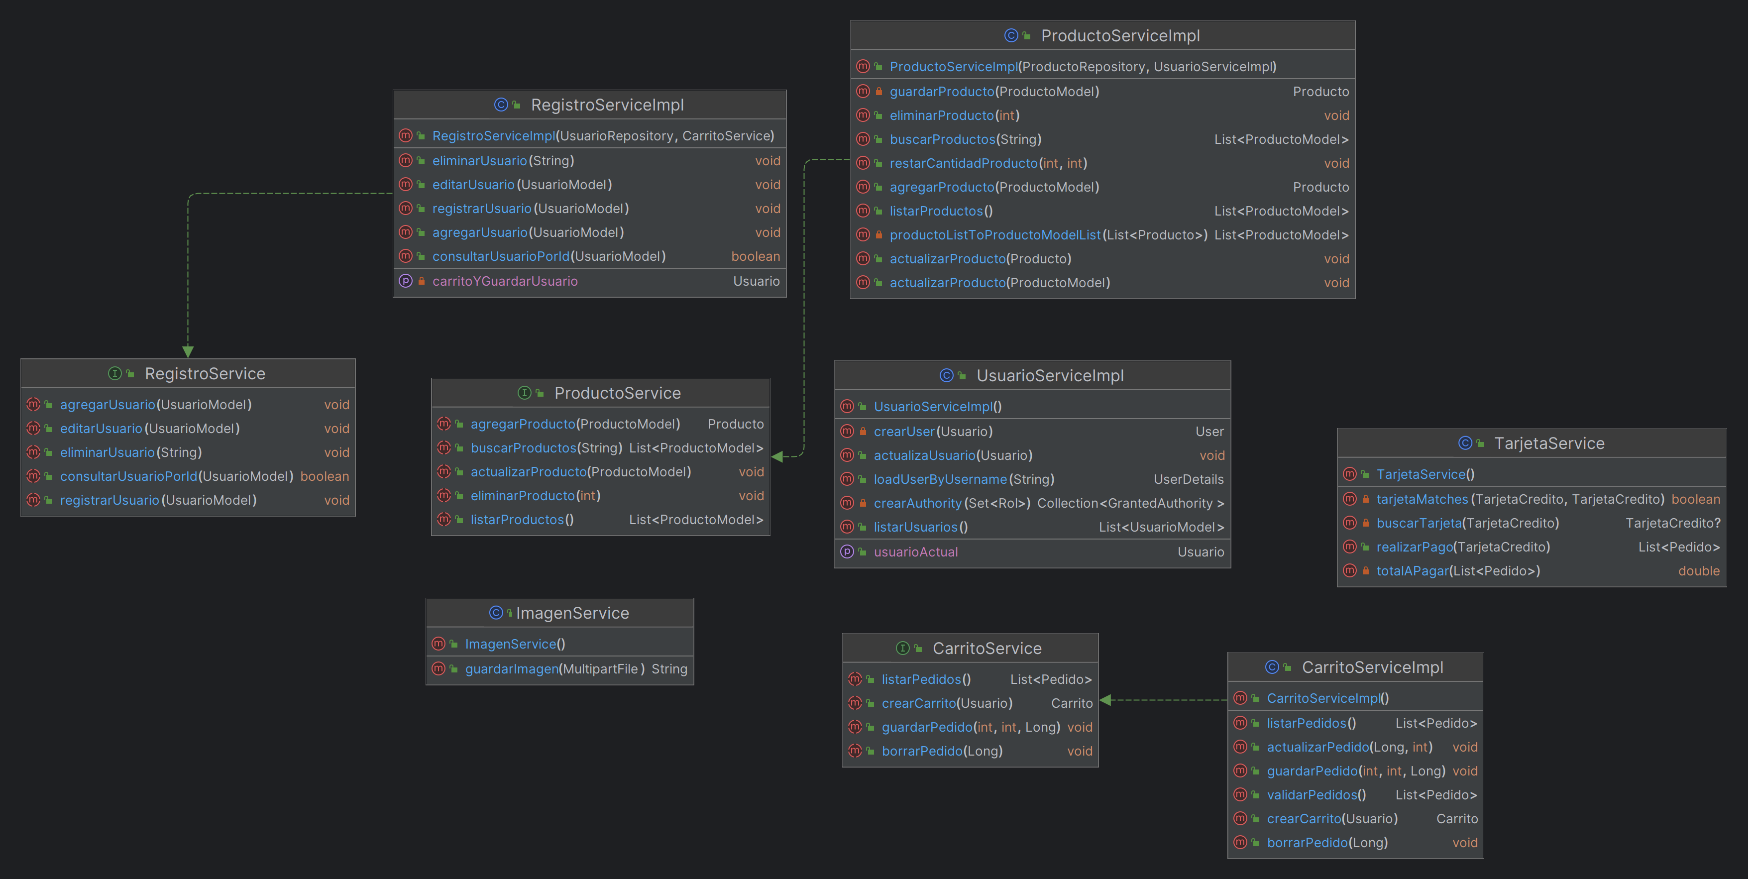 RegistroServiceImpl
RegistroServiceImpl(UsuarioRepository, CarritoService)
eliminarUsuario(String) void
editarUsuario(UsuarioModel) void
registrarUsuario(UsuarioModel) void
agregarUsuario(UsuarioModel) void
consultarUsuarioPorId(UsuarioModel) boolean
carritoYGuardarUsuario Usuario
ProductoServiceImpl
ProductoServiceImpl(ProductoRepository, UsuarioServiceImpl)
guardarProducto(ProductoModel) Producto
eliminarProducto(int) void
buscarProductos(String) List<ProductoModel>
restarCantidadProducto(int, int) void
agregarProducto(ProductoModel) Producto
listarProductos() List<ProductoModel>
productoListToProductoModelList(List<Producto>) List<ProductoModel>
actualizarProducto(Producto) void
actualizarProducto(ProductoModel) void
RegistroService
agregarUsuario(UsuarioModel) void
editarUsuario(UsuarioModel) void
eliminarUsuario(String) void
consultarUsuarioPorId(UsuarioModel) boolean
registrarUsuario(UsuarioModel) void
ProductoService
agregarProducto(ProductoModel) Producto
buscarProductos(String) List<ProductoModel>
actualizarProducto(ProductoModel) void
eliminarProducto(int) void
listarProductos() List<ProductoModel>
UsuarioServiceImpl
UsuarioServiceImpl()
crearUser(Usuario) User
actualizaUsuario(Usuario) void
loadUserByUsername(String) UserDetails
crearAuthority(Set<Rol>) Collection<GrantedAuthority>
listarUsuarios() List<UsuarioModel>
usuarioActual Usuario
TarjetaService
TarjetaService()
tarjetaMatches(TarjetaCredito, TarjetaCredito) boolean
buscarTarjeta(TarjetaCredito) TarjetaCredito?
realizarPago(TarjetaCredito) List<Pedido>
totalAPagar(List<Pedido>) double
ImagenService
ImagenService()
guardarImagen(MultipartFile) String
CarritoService
listarPedidos() List<Pedido>
crearCarrito(Usuario) Carrito
guardarPedido(int, int, Long) void
borrarPedido(Long) void
CarritoServiceImpl
CarritoServiceImpl()
listarPedidos() List<Pedido>
actualizarPedido(Long, int) void
guardarPedido(int, int, Long) void
validarPedidos() List<Pedido>
crearCarrito(Usuario) Carrito
borrarPedido(Long) void